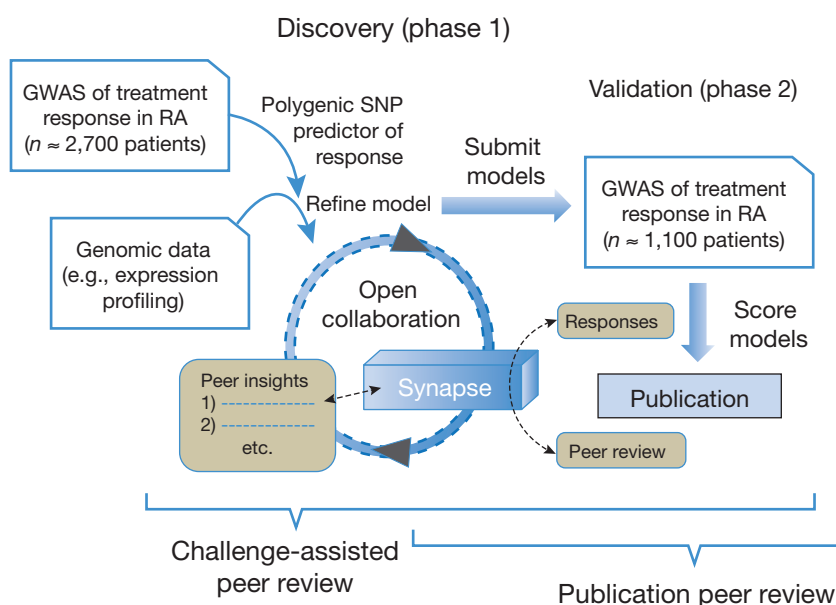 Discovery (phase 1)
GWAS of treatment
response in RA
(n ≈ 2,700 patients)
Polygenic SNP
predictor of
response
Refine model
Genomic data
(e.g., expression
profiling)
Submit
models
Validation (phase 2)
GWAS of treatment
response in RA
(n ≈ 1,100 patients)
Open
collaboration
Synapse
Peer insights
1) -------------
2) -------------
etc.
Responses
Peer review
Score
models
Publication
Challenge-assisted
peer review
Publication peer review